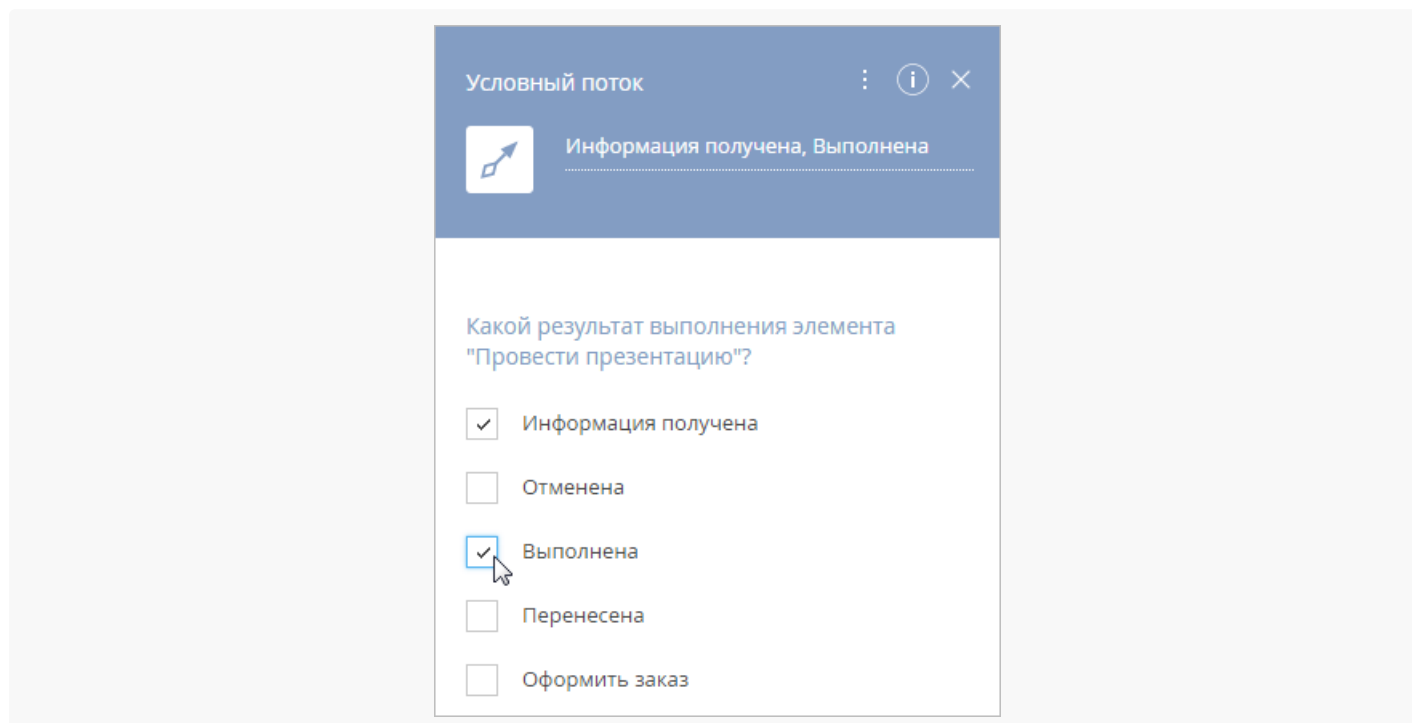 Условный поток
Информация получена, Выполнена
Какой результат выполнения элемента
"Провести презентацию"?
Информация получена
Отменена
Выполнена
Перенесена
Оформить заказ